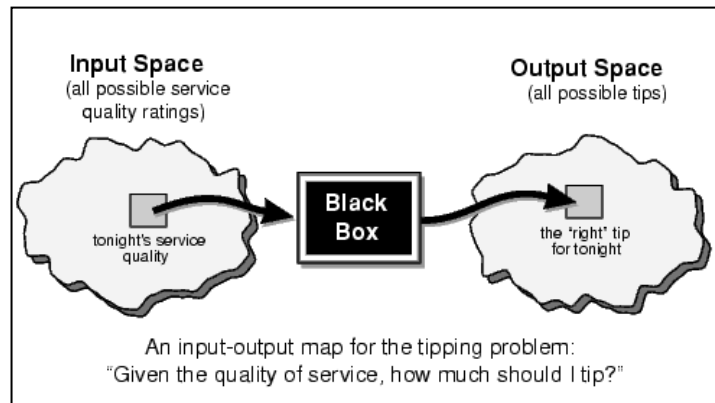 Input Space
(all possible service
quality ratings)
Output Space
(all possible tips)
tonight's service
quality
Black
Box
the 'right' tip
for tonight
An input-output map for the tipping problem:
"Given the quality of service, how much should I tip?"